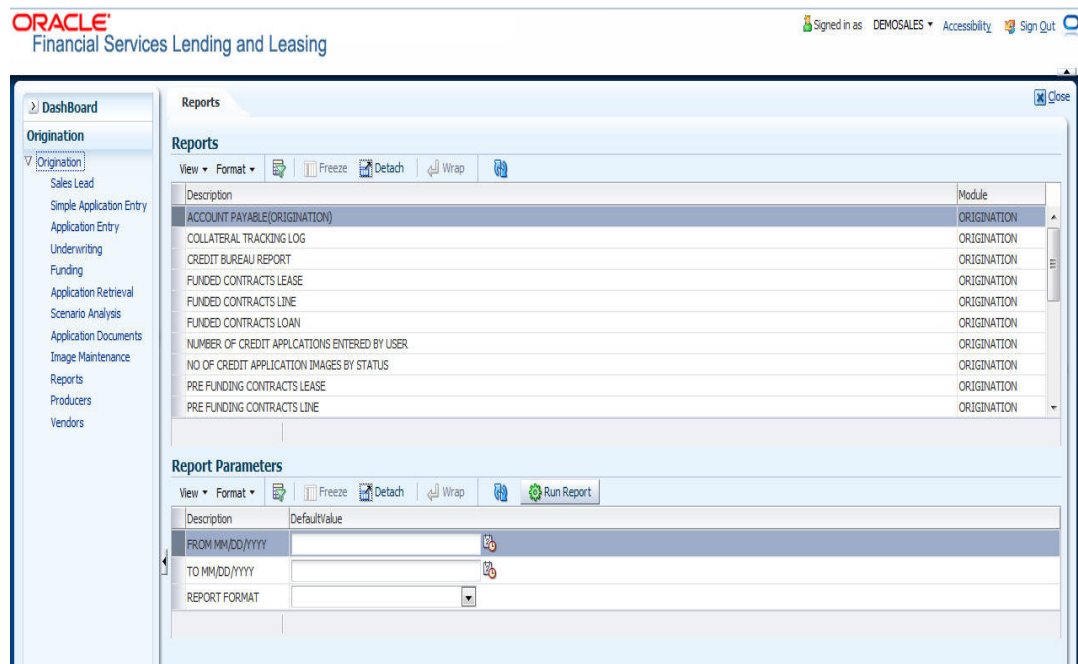 ORACLE®
Financial Services Lending and Leasing
Signed in as DEMOSALES Accessibility Sign Out
DashBoard
Origination
Origination
Sales Lead
Simple Application Entry
Application Entry
Underwriting
Funding
Application Retrieval
Scenario Analysis
Application Documents
Image Maintenance
Reports
Producers
Vendors
Reports
Close
Reports
View Format Freeze Detach Wrap
Description Module
ACCOUNT PAYABLE(ORIGINATION) ORIGINATION
COLLATERAL TRACKING LOG ORIGINATION
CREDIT BUREAU REPORT ORIGINATION
FUNDED CONTRACTS LEASE ORIGINATION
FUNDED CONTRACTS LINE ORIGINATION
FUNDED CONTRACTS LOAN ORIGINATION
NUMBER OF CREDIT APPLCATIONS ENTERED BY USER ORIGINATION
NO OF CREDIT APPLICATION IMAGES BY STATUS ORIGINATION
PRE FUNDING CONTRACTS LEASE ORIGINATION
PRE FUNDING CONTRACTS LINE ORIGINATION
Report Parameters
View Format Freeze Detach Wrap Run Report
Description DefaultValue
FROM MM/DD/YYYY
TO MM/DD/YYYY
REPORT FORMAT